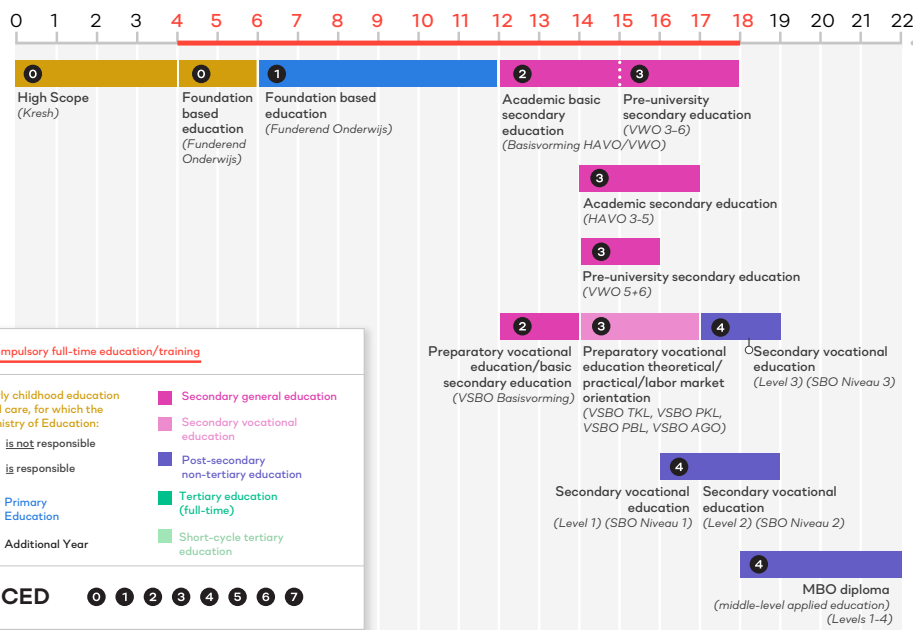 0 1 2 3 4 5 6 7 8 9 10 11 12 13 14 15 16 17 18 19 20 21 22
0 0 1 2 3
High Scope
(Kresh)
Foundation
based
education
(Funderend
Onderwijs)
Foundation based
education
(Funderend Onderwijs)
Academic basic
secondary
education
(Basisvorming HAVO/VWO)
Pre-university
secondary education
(VWO 3-6)
3
Academic secondary education
(HAVO 3-5)
3
Pre-university secondary education
(VWO 5+6)
2 3 4
Preparatory vocational
education/basic
secondary education
(VSBO Basisvorming)
Preparatory vocational
education theoretical/
practical/labor market
orientation
(VSBO TKL, VSBO PKL,
VSBO PBL, VSBO AGO)
Secondary vocational
education
(Level 3) (SBO Niveau 3)
4
Secondary vocational
education
(Level 1) (SBO Niveau 1)
Secondary vocational
education
(Level 2) (SBO Niveau 2)
4
MBO diploma
(middle-level applied education)
(Levels 1-4)
mpulsory full-time education/training
ly childhood education
l care, for which the
nistry of Education:
is not responsible
is responsible
Primary
Education
Additional Year
Secondary general education
Secondary vocational
education
Post-secondary
non-tertiary education
Tertiary education
(full-time)
Short-cycle tertiary
education
CED 0 1 2 3 4 5 6 7